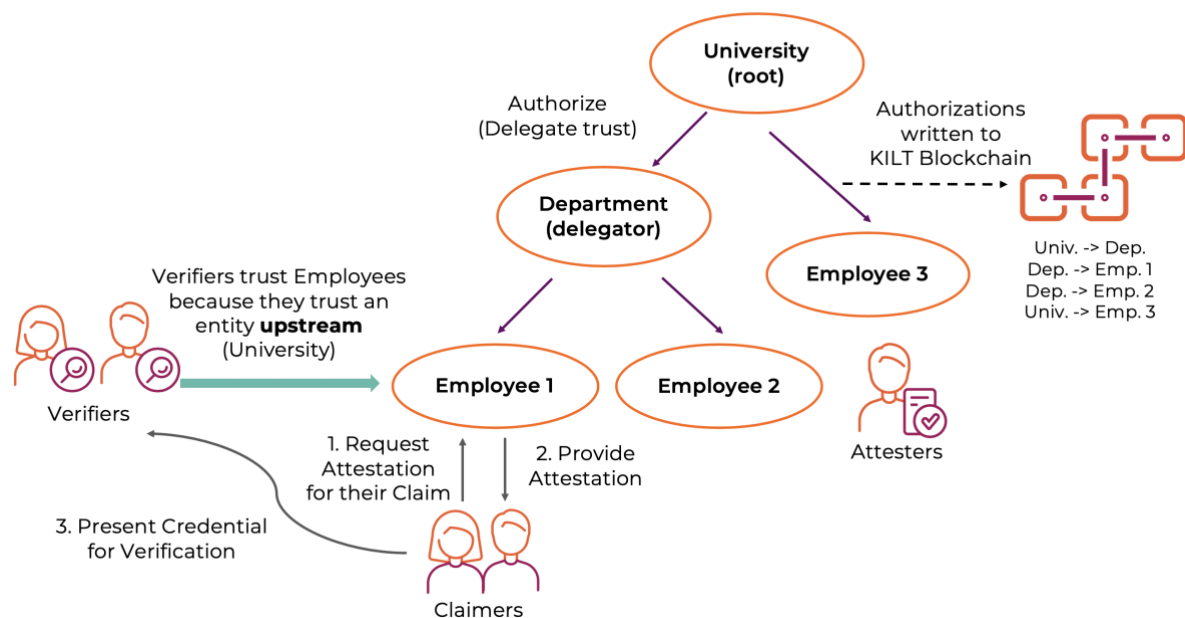 University
(root)
Authorize
(Delegate trust)
Authorizations
written to
KILT Blockchain
Department
(delegator)
Employee 3
Univ. -> Dep.
Dep. -> Emp. 1
Dep. -> Emp. 2
Univ. -> Emp. 3
Verifiers trust Employees
because they trust an
entity upstream
(University)
Verifiers
Employee 1
Employee 2
Attesters
1. Request
Attestation
for their Claim
2. Provide
Attestation
3. Present Credential
for Verification
Claimers